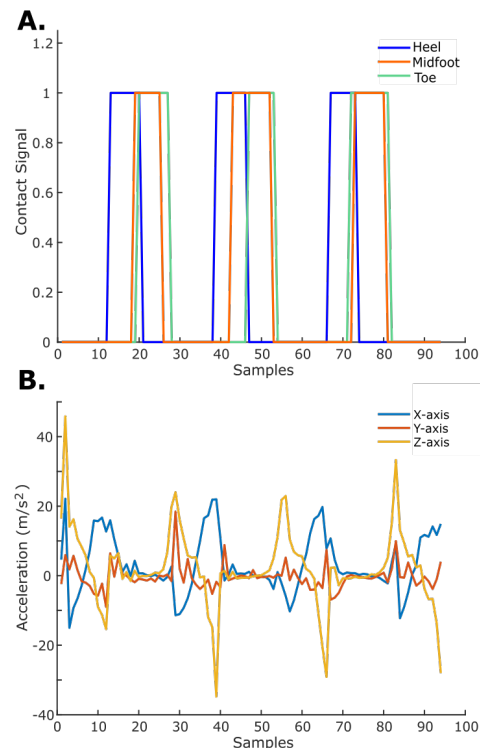 A.
1.2
1
0.8
0.6
0.4
0.2
0
Contact Signal
Heel
Midfoot
Toe
0 10 20 30 40 50 60 70 80 90 100
Samples
B.
40
20
0
-20
-40
Acceleration (m/s²)
X-axis
Y-axis
Z-axis
0 10 20 30 40 50 60 70 80 90 100
Samples